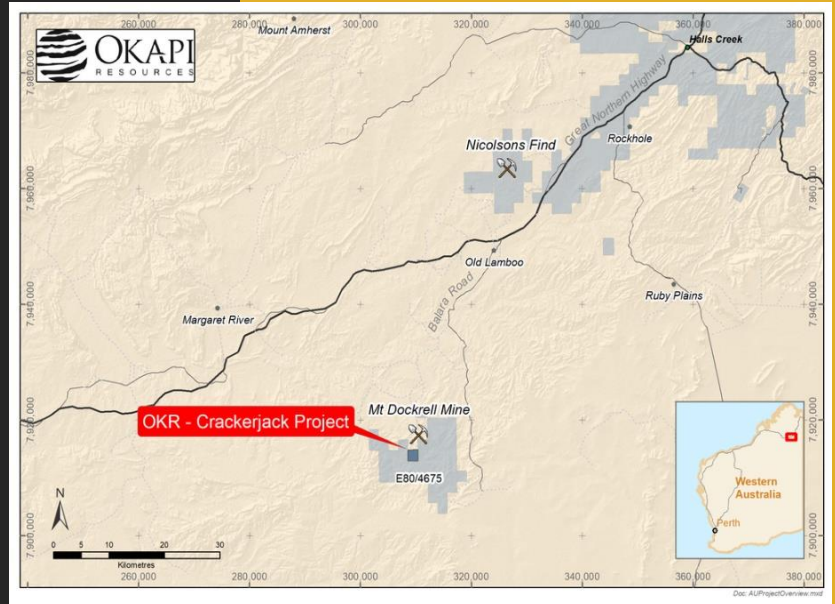 260,000
280,000
300,000
320,000
340,000
360,000
380,000
OKAPI
RESOURCES
Mount Amherst
Halls Creek
7,980,000
7,980,000
Great Northern Highway
Rockhole
Nicolsons Find
7,960,000
7,960,000
Old Lamboo
Balara Road
Ruby Plains
7,940,000
7,940,000
Margaret River
Mt Dockrell Mine
OKR - Crackerjack Project
7,920,000
7,920,000
E80/4675
Western
Australia
Perth
N
0 5 10 20 30
Kilometres
7,900,000
7,900,000
260,000
280,000
300,000
320,000
340,000
360,000
380,000
Doc: AUProjectOverview.mxd